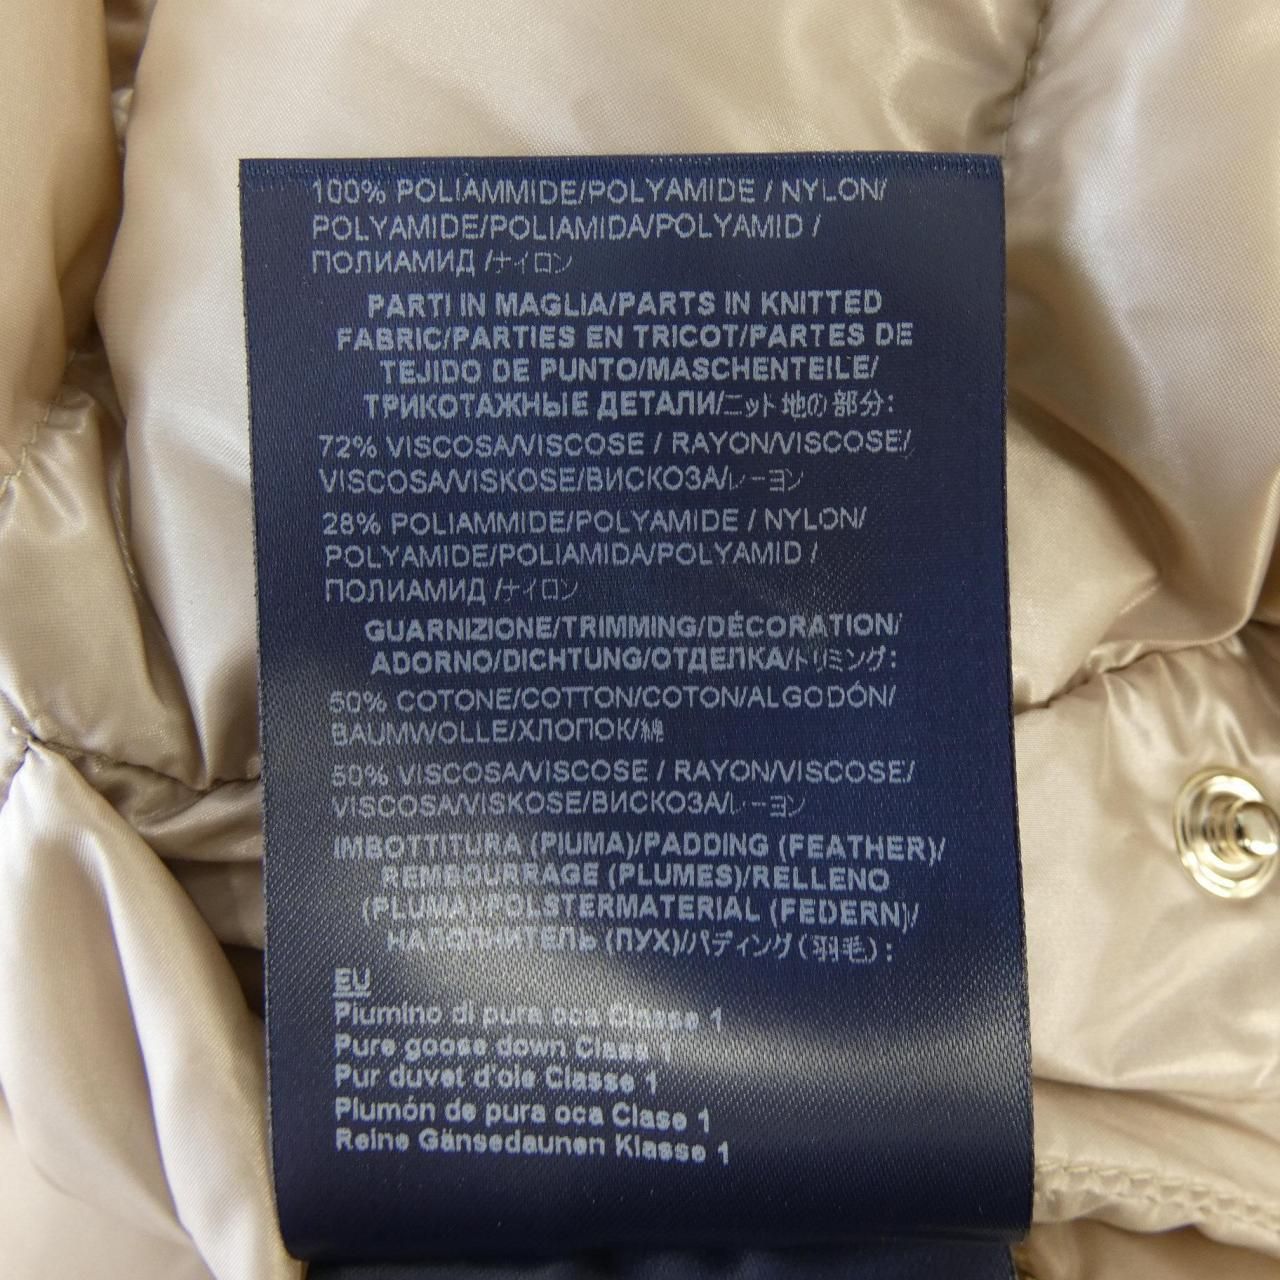 100% POLIAMMIDE/POLYAMIDE / NYLON/
POLYAMIDE/POLIAMIDA/POLYAMID /
ПОЛИАМИД /ナイロン
PARTI IN MAGLIA/PARTS IN KNITTED
FABRIC/PARTIES EN TRICOT/PARTES DE
TEJIDO DE PUNTO/MASCHENTEILE/
ТРИКОТАЖНЫЕ ДЕТАЛИ/ニット地の部分:
72% VISCOSA/VISCOSE / RAYON/VISCOSE/
VISCOSA/VISKOSE/ВИСКОЗА/レーヨン
28% POLIAMMIDE/POLYAMIDE / NYLON/
POLYAMIDE/POLIAMIDA/POLYAMID /
ПОЛИАМИД /ナイロン
GUARNIZIONE/TRIMMING/DÉCORATION/
ADORNO/DICHTUNG/ОТДЕЛКА/トリミング:
50% COTONE/COTTON/COTON/ALGODÓN/
BAUMWOLLE/ХЛОПОК/綿
50% VISCOSA/VISCOSE / RAYON/VISCOSE/
VISCOSA/VISKOSE/ВИСКОЗА/レーヨン
IMBOTTITURA (PIUMA)/PADDING (FEATHER)/
REMBOURRAGE (PLUMES)/RELLENO
(PLUMA)/POLSTERMATERIAL (FEDERN)/
НАПОЛНИТЕЛЬ (ПУХ)/パディング(羽毛):
EU
Piumino di pura oca Classe 1
Pure goose down Class 1
Pur duvet d'oie Classe 1
Plumón de pura oca Clase 1
Reine Gänsedaunen Klasse 1